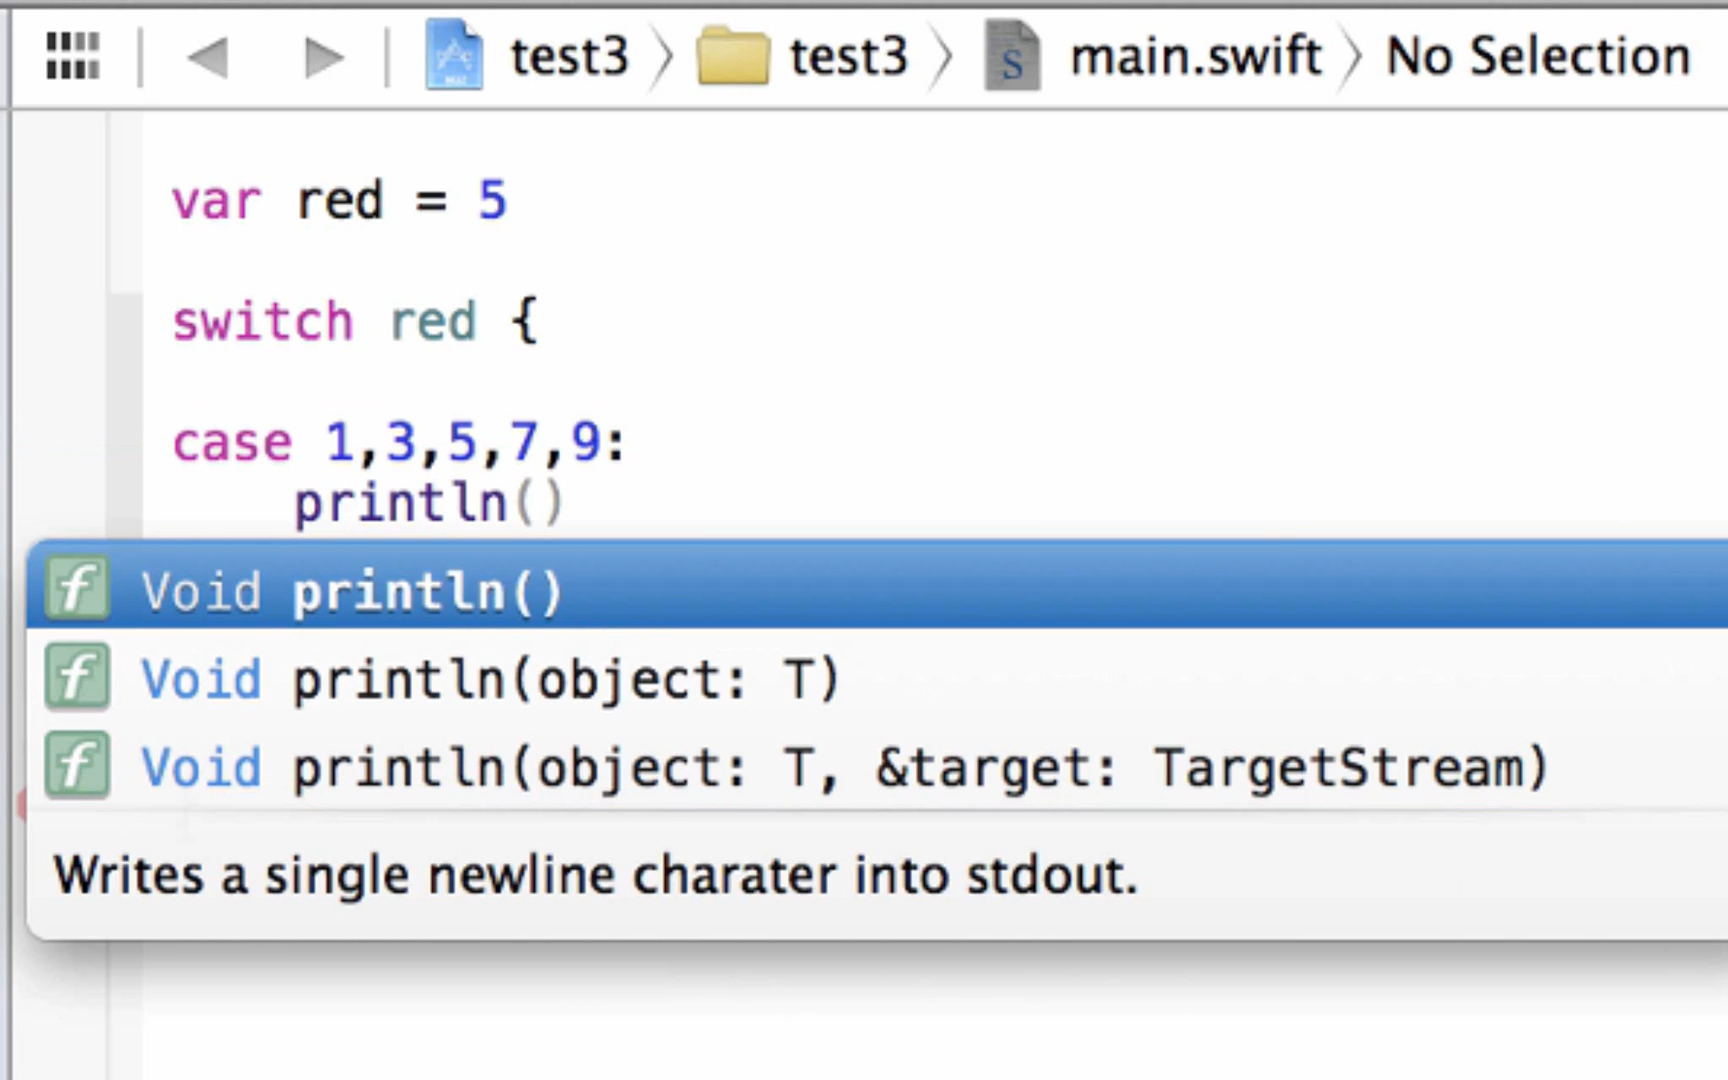 test3 test3 main.swift No Selection
var red = 5
switch red {
case 1,3,5,7,9:
println()
f Void println()
f Void println(object: T)
f Void println(object: T, &target: TargetStream)
Writes a single newline charater into stdout.